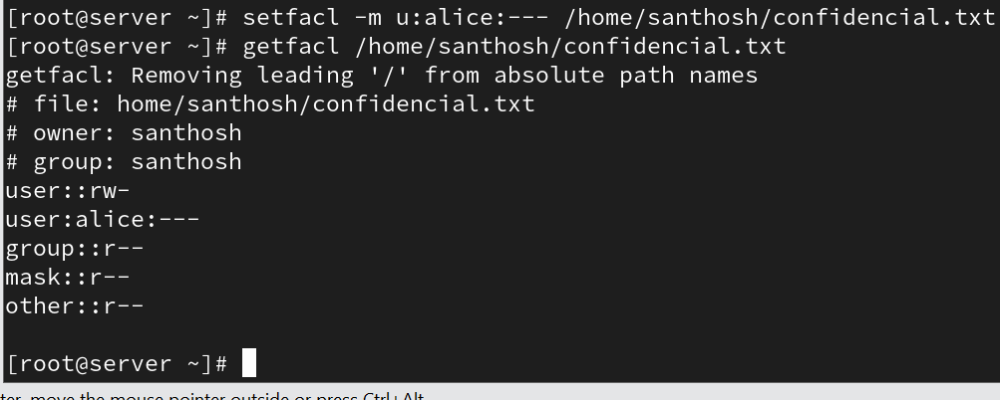 [root@server ~]# setfacl -m u:alice:--- /home/santhosh/confidencial.txt
[root@server ~]# getfacl /home/santhosh/confidencial.txt
getfacl: Removing leading '/' from absolute path names
# file: home/santhosh/confidencial.txt
# owner: santhosh
# group: santhosh
user::rw-
user:alice:---
group::r--
mask::r--
other::r--
[root@server ~]#
ter, move the mouse pointer outside or press Ctrl+Alt.